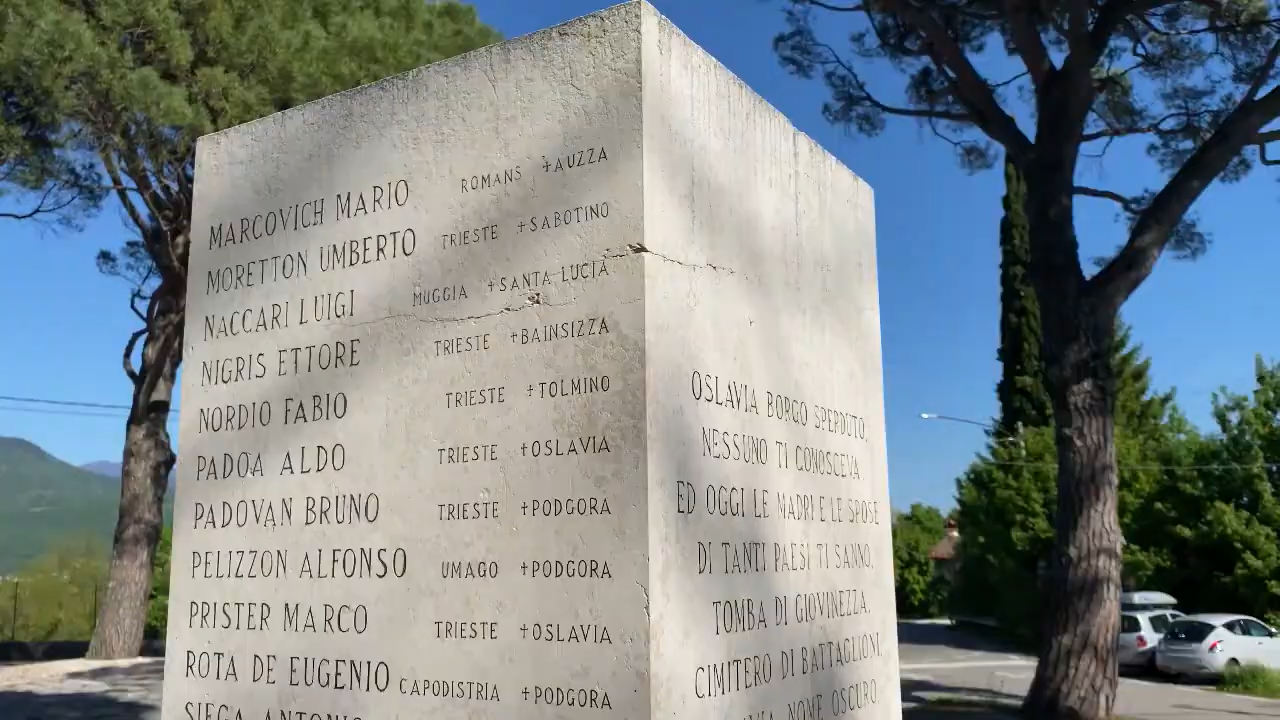 MARCOVICH MARIO ROMANS †AUZZA
MORETTON UMBERTO TRIESTE †SABOTINO
NACCARI LUIGI MUGGIA †SANTA LUCIA
NIGRIS ETTORE TRIESTE †BAINSIZZA
NORDIO FABIO TRIESTE †TOLMINO
PADOA ALDO TRIESTE †OSLAVIA
PADOVAN BRUNO TRIESTE †PODGORA
PELIZZON ALFONSO UMAGO †PODGORA
PRISTER MARCO TRIESTE †OSLAVIA
ROTA DE EUGENIO CAPODISTRIA †PODGORA
SIEGA ANTONIO
OSLAVIA BORGO SPERDUTO,
NESSUNO TI CONOSCEVA
ED OGGI LE MADRI E LE SPOSE
DI TANTI PAESI TI SANNO,
TOMBA DI GIOVINEZZA,
CIMITERO DI BATTAGLIONI,
NOME OSCURO